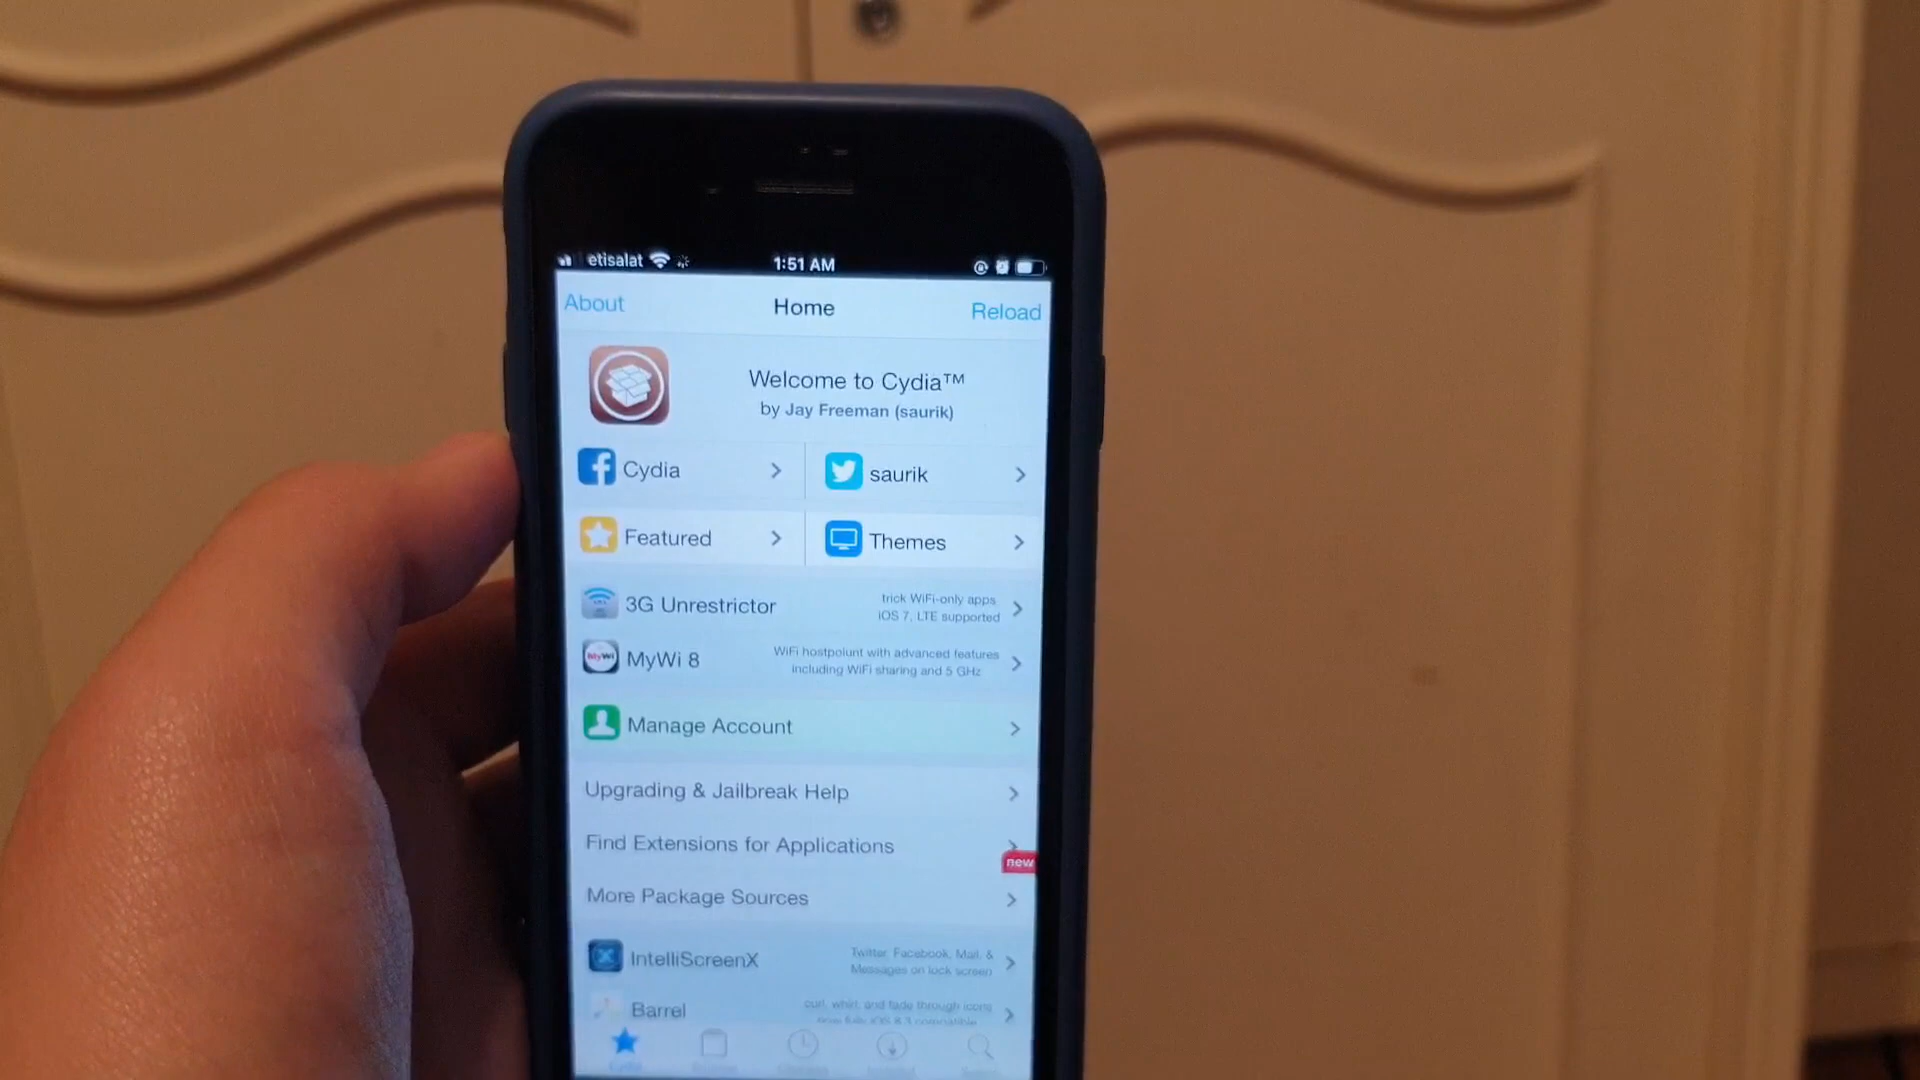 etisalat
1:51 AM
About
Home
Reload
Welcome to Cydia™
by Jay Freeman (saurik)
Cydia
saurik
Featured
Themes
3G Unrestrictor
trick WiFi-only apps
iOS 7, LTE supported
MyWi 8
WiFi hostpoiunt with advanced features
including WiFi sharing and 5 GHz
Manage Account
Upgrading & Jailbreak Help
Find Extensions for Applications
new
More Package Sources
IntelliScreenX
Twitter, Facebook, Mail, &
Messages on lock screen
Barrel
curl, whirl, and fade through icons